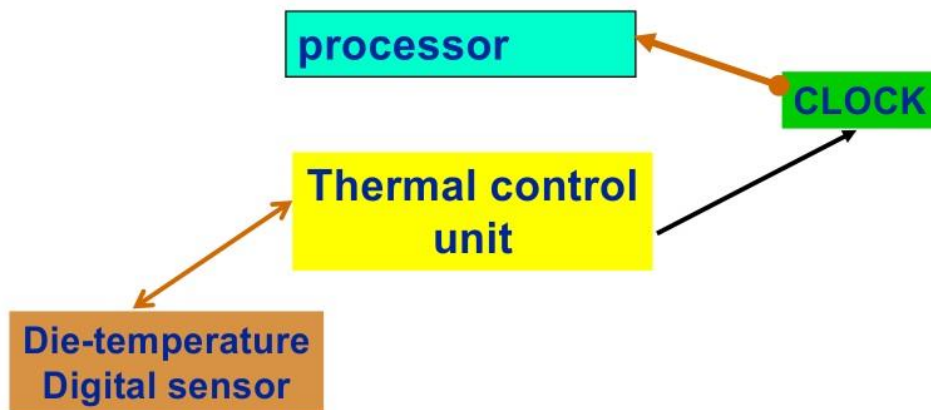 processor
CLOCK
Thermal control
unit
Die-temperature
Digital sensor